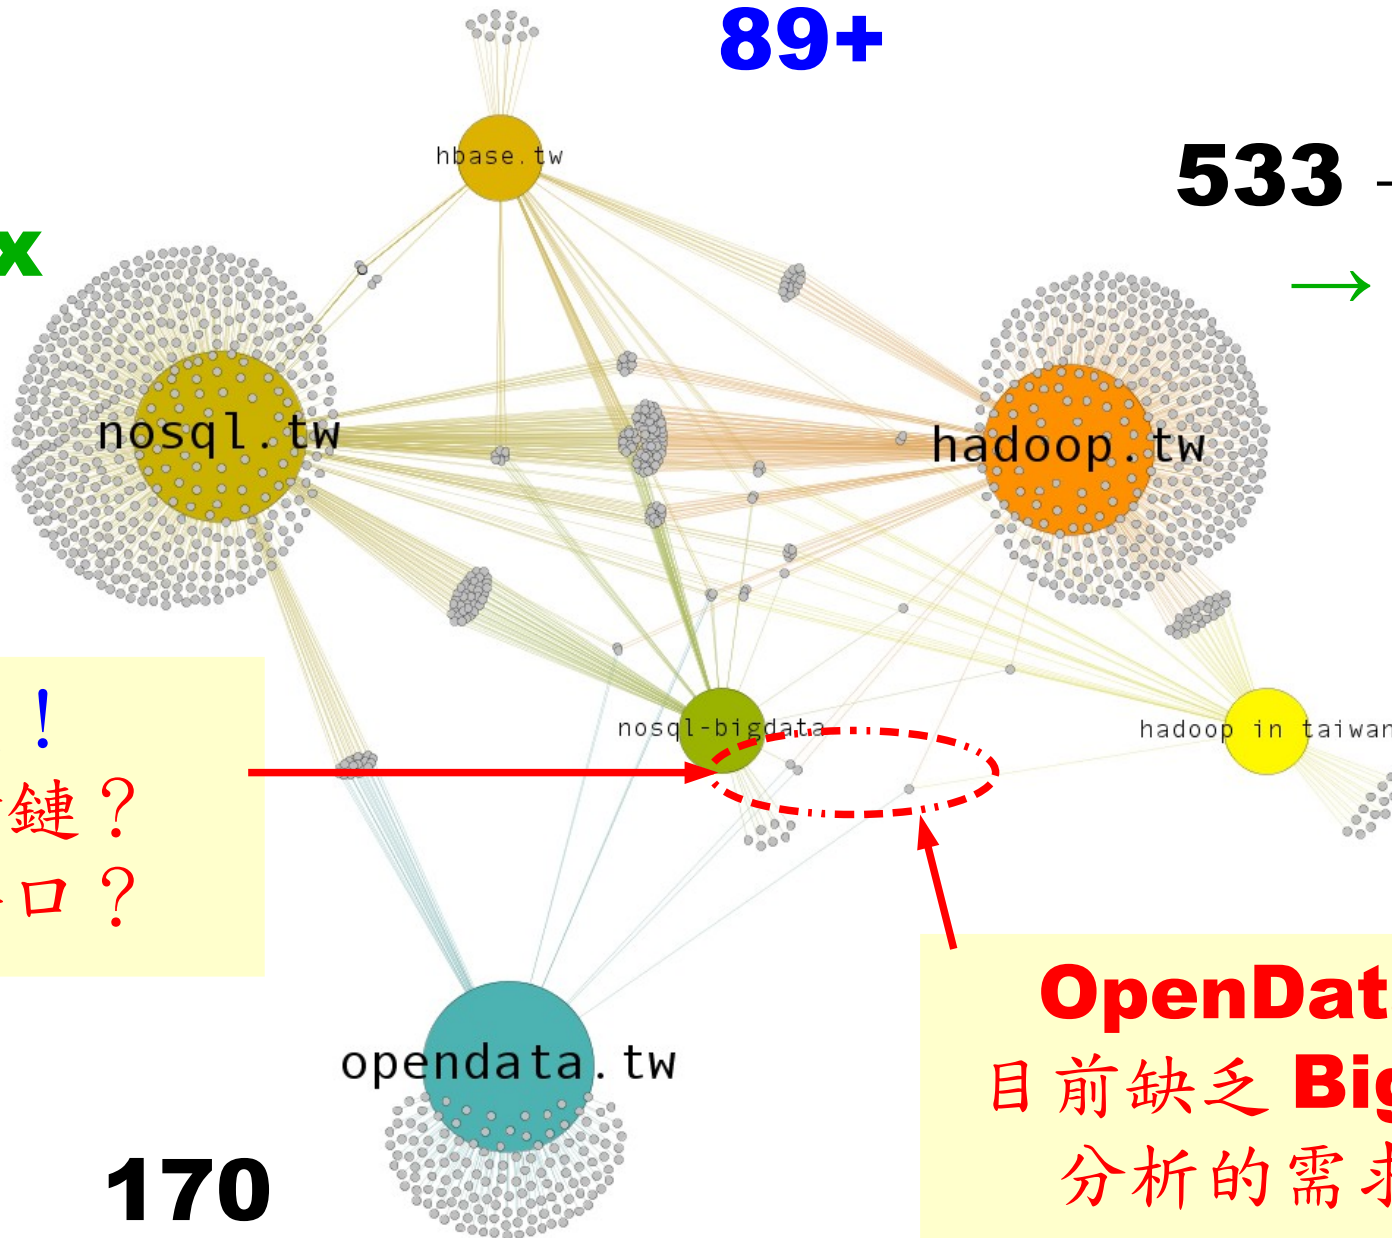 89+
hbase.tw
533
x
→
nosql.tw
hadoop.tw
！
鏈？
口？
nosql-bigdata
hadoop in taiwan
OpenDat
目前缺乏 Big
分析的需求
opendata.tw
170